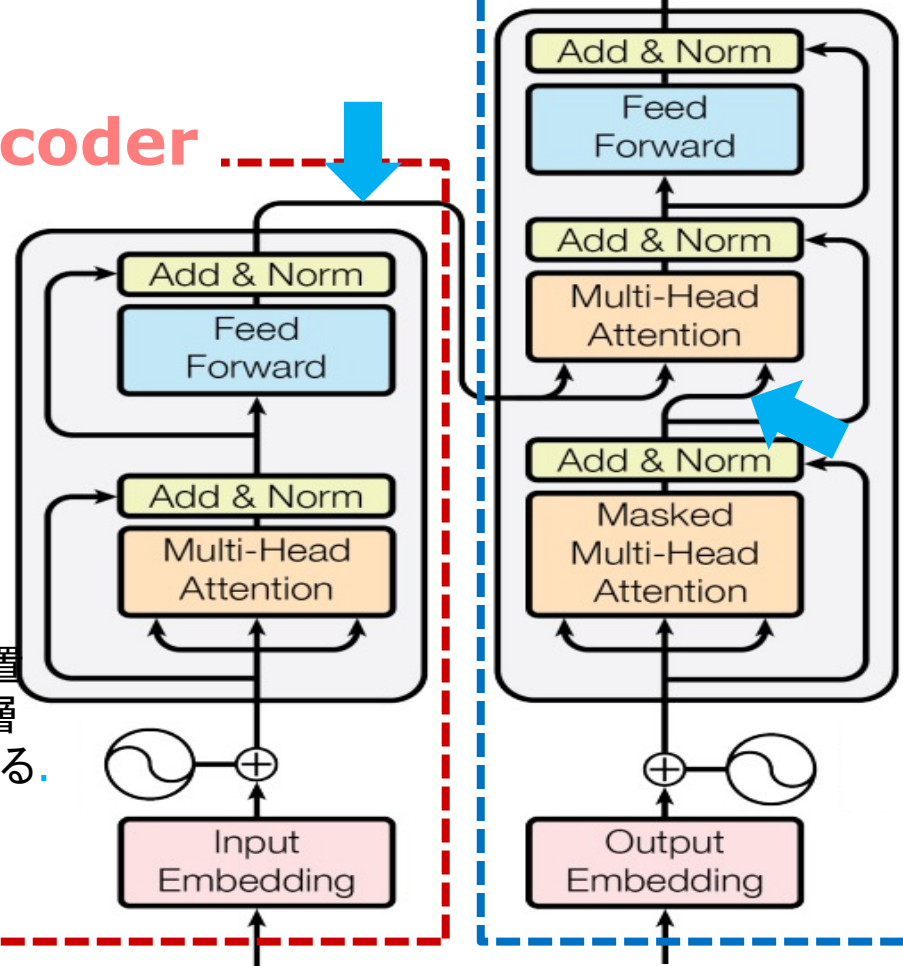 coder
Add & Norm
Feed
Forward
Add & Norm
Multi-Head
Attention
置
層
る.
Input
Embedding
Add & Norm
Feed
Forward
Add & Norm
Multi-Head
Attention
Add & Norm
Masked
Multi-Head
Attention
Output
Embedding